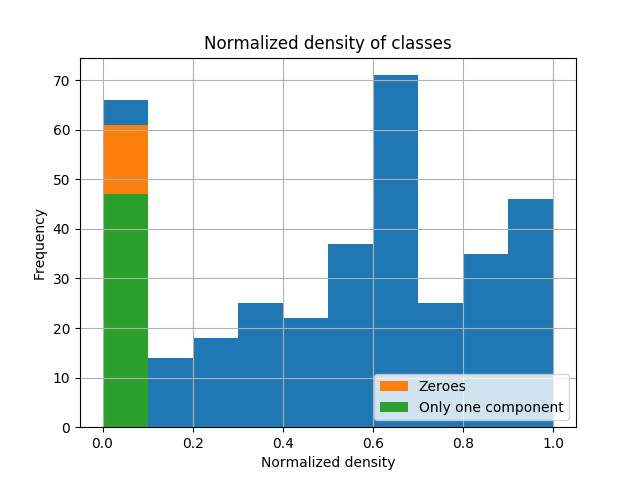 Normalized density of classes
70
60
50
40
30
20
10
0
Frequency
Zeroes
Only one component
0.0 0.2 0.4 0.6 0.8 1.0
Normalized density